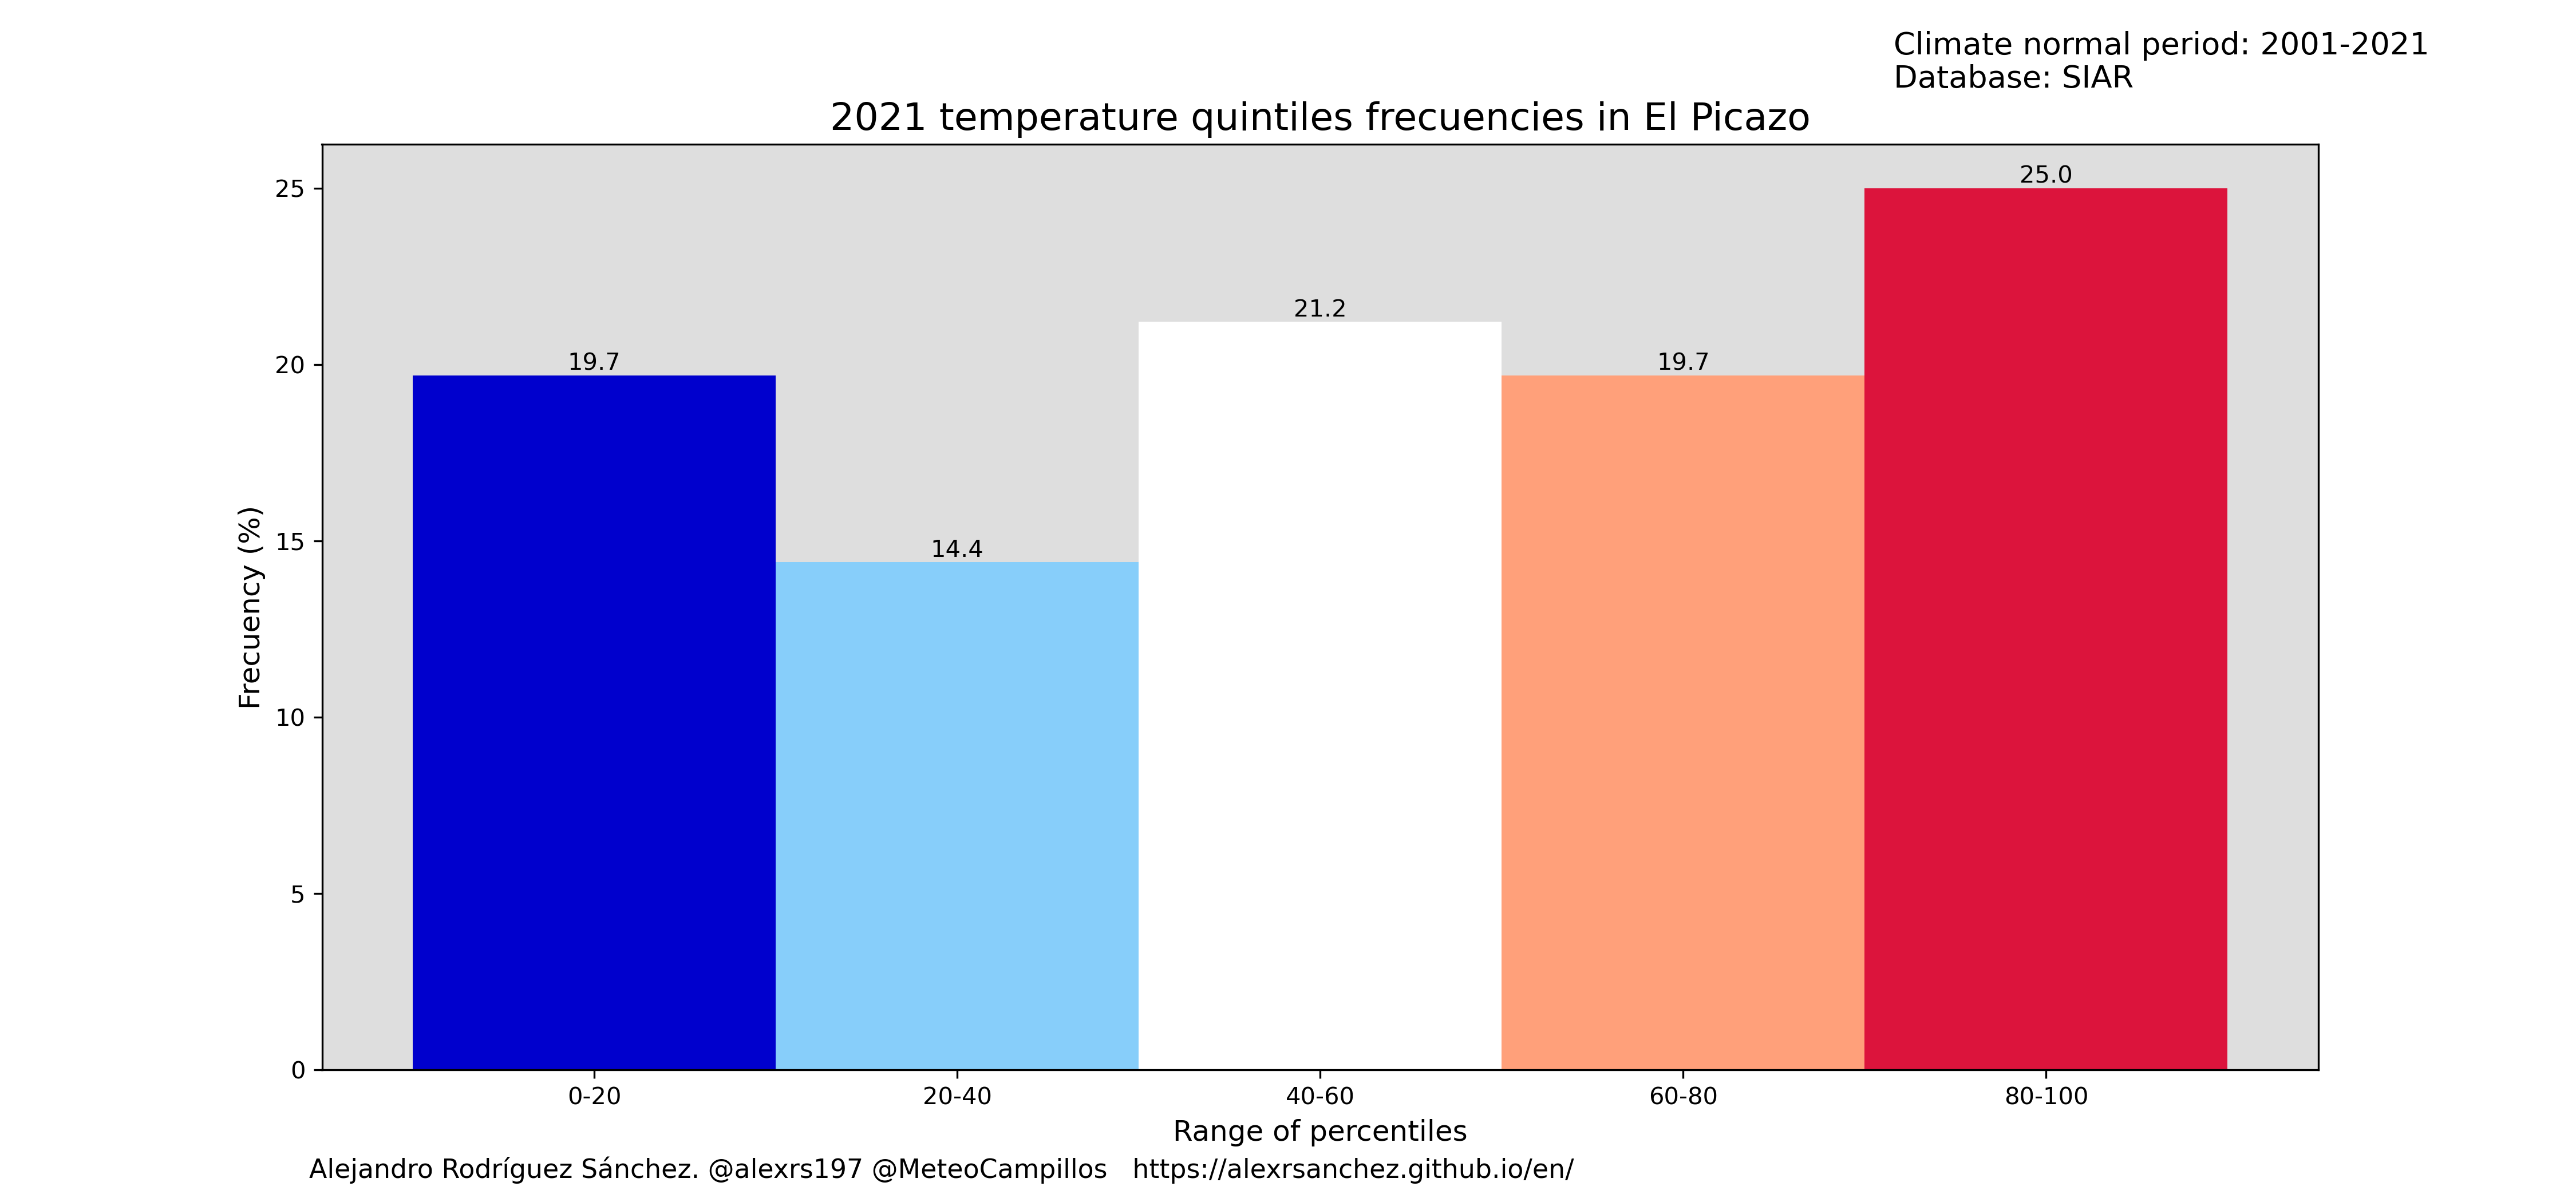 Climate normal period: 2001-2021
Database: SIAR
2021 temperature quintiles frecuencies in El Picazo
25
20
15
10
5
0
Frecuency (%)
19.7
14.4
21.2
19.7
25.0
0-20
20-40
40-60
60-80
80-100
Range of percentiles
Alejandro Rodríguez Sánchez. @alexrs197 @MeteoCampillos   https://alexrsanchez.github.io/en/